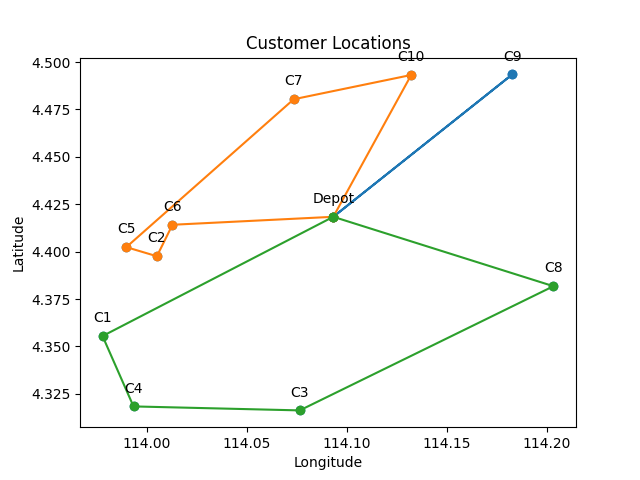 Customer Locations
C10
C9
C7
Depot
C6
C5
C2
C8
C1
C4
C3
4.500
4.475
4.450
4.425
4.400
4.375
4.350
4.325
Latitude
114.00 114.05 114.10 114.15 114.20
Longitude